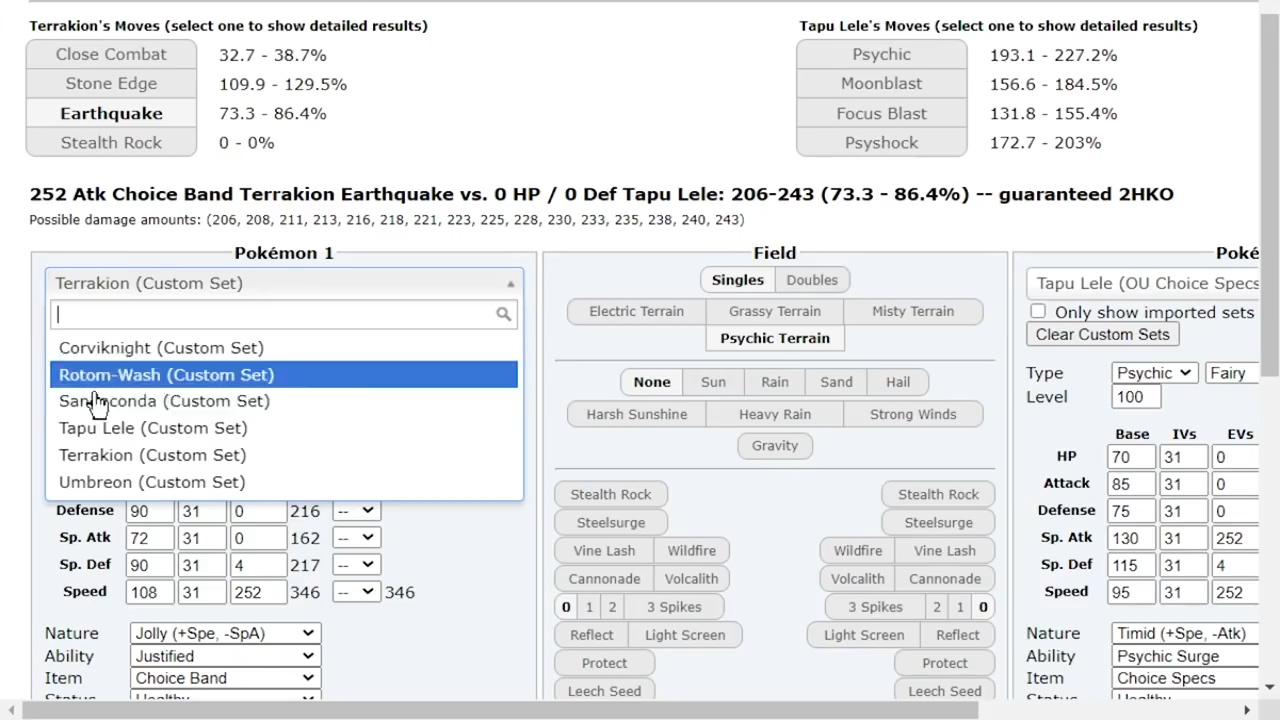 Terrakion's Moves (select one to show detailed results)
Close Combat 32.7 - 38.7%
Stone Edge 109.9 - 129.5%
Earthquake 73.3 - 86.4%
Stealth Rock 0 - 0%
Tapu Lele's Moves (select one to show detailed results)
Psychic 193.1 - 227.2%
Moonblast 156.6 - 184.5%
Focus Blast 131.8 - 155.4%
Psyshock 172.7 - 203%
252 Atk Choice Band Terrakion Earthquake vs. 0 HP / 0 Def Tapu Lele: 206-243 (73.3 - 86.4%) -- guaranteed 2HKO
Possible damage amounts: (206, 208, 211, 213, 216, 218, 221, 223, 225, 228, 230, 233, 235, 238, 240, 243)
Pokémon 1
Terrakion (Custom Set)
Corviknight (Custom Set)
Rotom-Wash (Custom Set)
Sandaconda (Custom Set)
Tapu Lele (Custom Set)
Terrakion (Custom Set)
Umbreon (Custom Set)
Defense 90 31 0 216 --
Sp. Atk 72 31 0 162 --
Sp. Def 90 31 4 217 --
Speed 108 31 252 346 -- 346
Nature Jolly (+Spe, -SpA)
Ability Justified
Item Choice Band
Status Healthy
Field
Singles Doubles
Electric Terrain Grassy Terrain Misty Terrain
Psychic Terrain
None Sun Rain Sand Hail
Harsh Sunshine Heavy Rain Strong Winds
Gravity
Stealth Rock Stealth Rock
Steelsurge Steelsurge
Vine Lash Wildfire Wildfire Vine Lash
Cannonade Volcalith Volcalith Cannonade
0 1 2 3 Spikes 3 Spikes 2 1 0
Reflect Light Screen Light Screen Reflect
Protect Protect
Leech Seed Leech Seed
Poké
Tapu Lele (OU Choice Specs
Only show imported sets
Clear Custom Sets
Type Psychic Fairy
Level 100
Base IVs EVs
HP 70 31 0
Attack 85 31 0
Defense 75 31 0
Sp. Atk 130 31 252
Sp. Def 115 31 4
Speed 95 31 252
Nature Timid (+Spe, -Atk)
Ability Psychic Surge
Item Choice Specs
Status Healthy